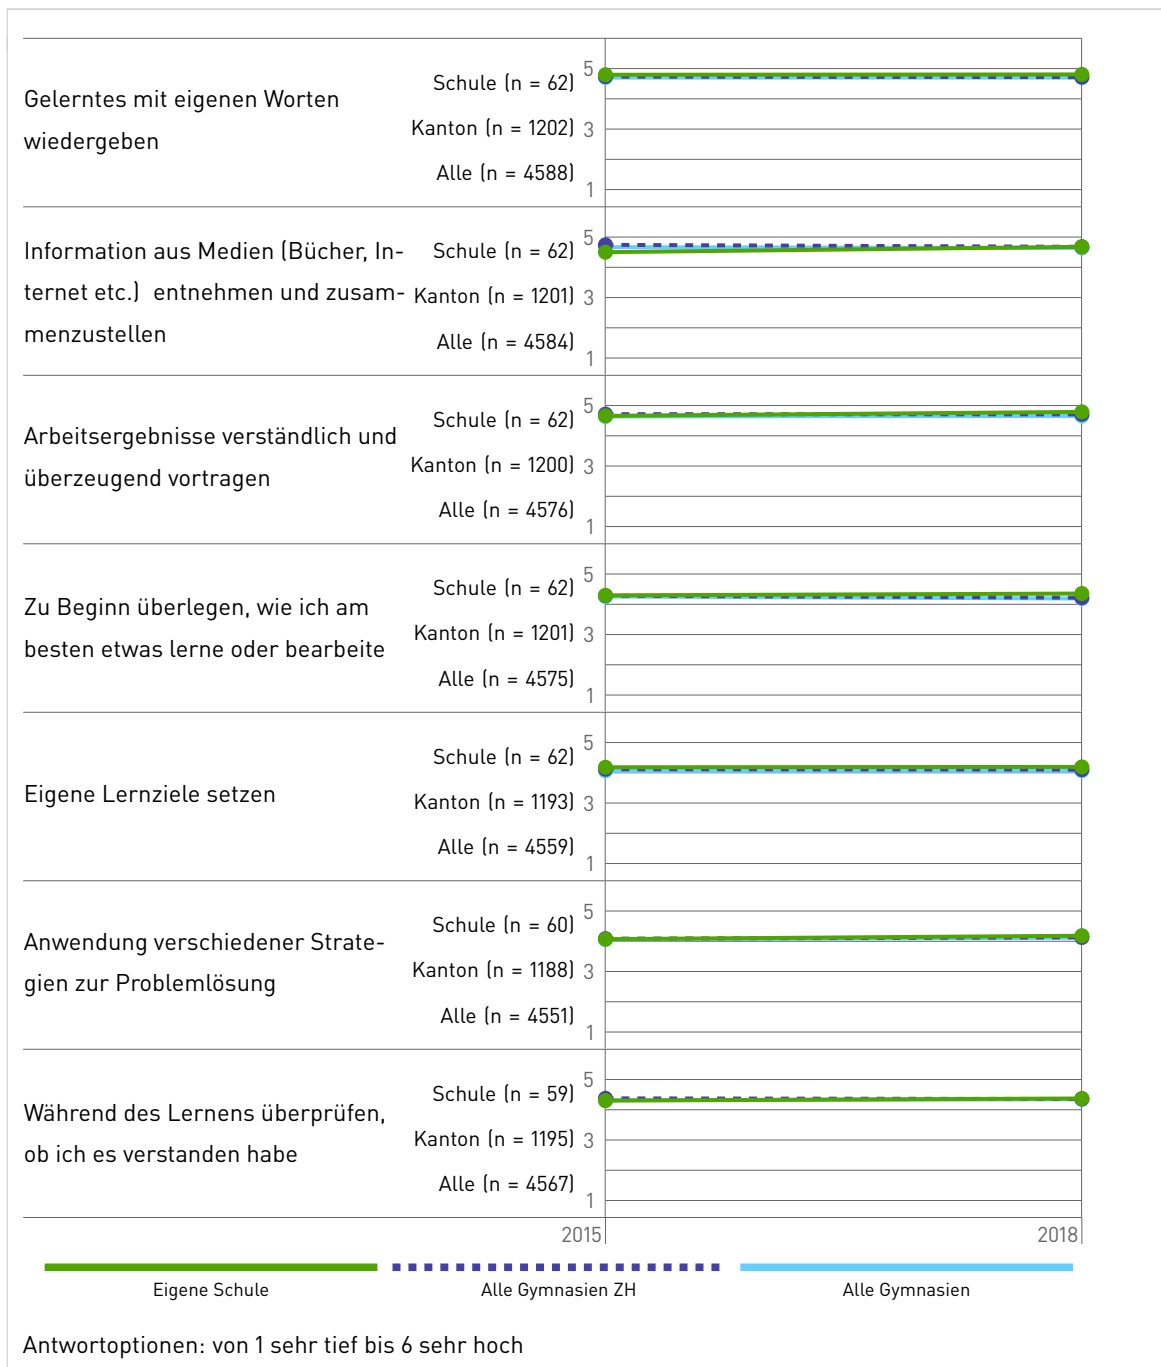 Gelerntes mit eigenen Worten
wiedergeben
Schule (n = 62)
Kanton (n = 1202)
Alle (n = 4588)
5
3
1
Information aus Medien (Bücher, In-
ternet etc.) entnehmen und zusam-
menzustellen
Schule (n = 62)
Kanton (n = 1201)
Alle (n = 4584)
5
3
1
Arbeitsergebnisse verständlich und
überzeugend vortragen
Schule (n = 62)
Kanton (n = 1200)
Alle (n = 4576)
5
3
1
Zu Beginn überlegen, wie ich am
besten etwas lerne oder bearbeite
Schule (n = 62)
Kanton (n = 1201)
Alle (n = 4575)
5
3
1
Eigene Lernziele setzen
Schule (n = 62)
Kanton (n = 1193)
Alle (n = 4559)
5
3
1
Anwendung verschiedener Strate-
gien zur Problemlösung
Schule (n = 60)
Kanton (n = 1188)
Alle (n = 4551)
5
3
1
Während des Lernens überprüfen,
ob ich es verstanden habe
Schule (n = 59)
Kanton (n = 1195)
Alle (n = 4567)
5
3
1
2015 2018
Eigene Schule Alle Gymnasien ZH Alle Gymnasien
Antwortoptionen: von 1 sehr tief bis 6 sehr hoch